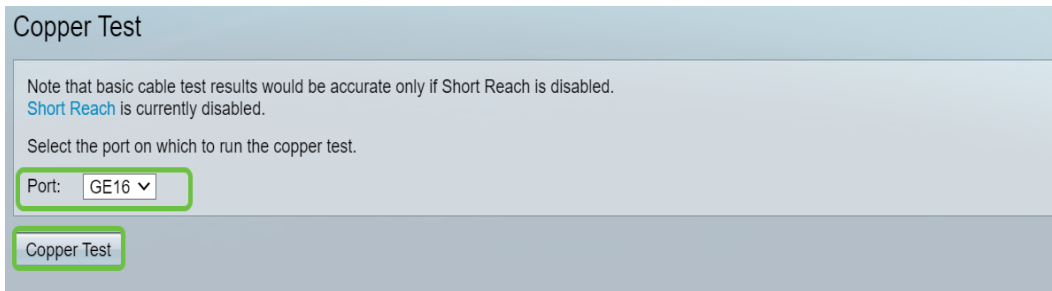 Copper Test
Note that basic cable test results would be accurate only if Short Reach is disabled.
Short Reach is currently disabled.
Select the port on which to run the copper test.
Port: GE16
Copper Test